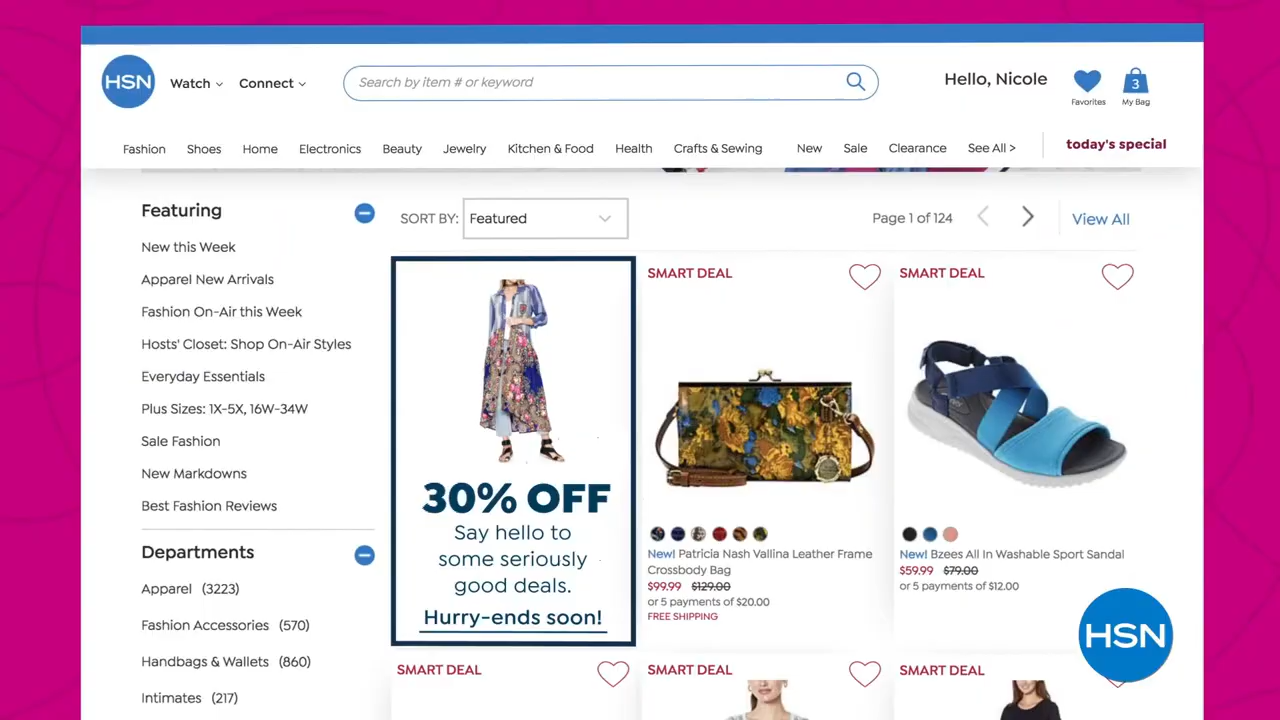 HSN
Watch
Connect
Search by item # or keyword
Hello, Nicole
Favorites
3
My Bag
Fashion
Shoes
Home
Electronics
Beauty
Jewelry
Kitchen & Food
Health
Crafts & Sewing
New
Sale
Clearance
See All >
today's special
Featuring
New this Week
Apparel New Arrivals
Fashion On-Air this Week
Hosts' Closet: Shop On-Air Styles
Everyday Essentials
Plus Sizes: 1X-5X, 16W-34W
Sale Fashion
New Markdowns
Best Fashion Reviews
Departments
Apparel (3223)
Fashion Accessories (570)
Handbags & Wallets (860)
Intimates (217)
SORT BY: Featured
Page 1 of 124
View All
30% OFF
Say hello to
some seriously
good deals.
Hurry-ends soon!
SMART DEAL
New! Patricia Nash Vallina Leather Frame
Crossbody Bag
$99.99 $129.00
or 5 payments of $20.00
FREE SHIPPING
SMART DEAL
New! Bzees All In Washable Sport Sandal
$59.99 $79.00
or 5 payments of $12.00
SMART DEAL
SMART DEAL
SMART DEAL
HSN